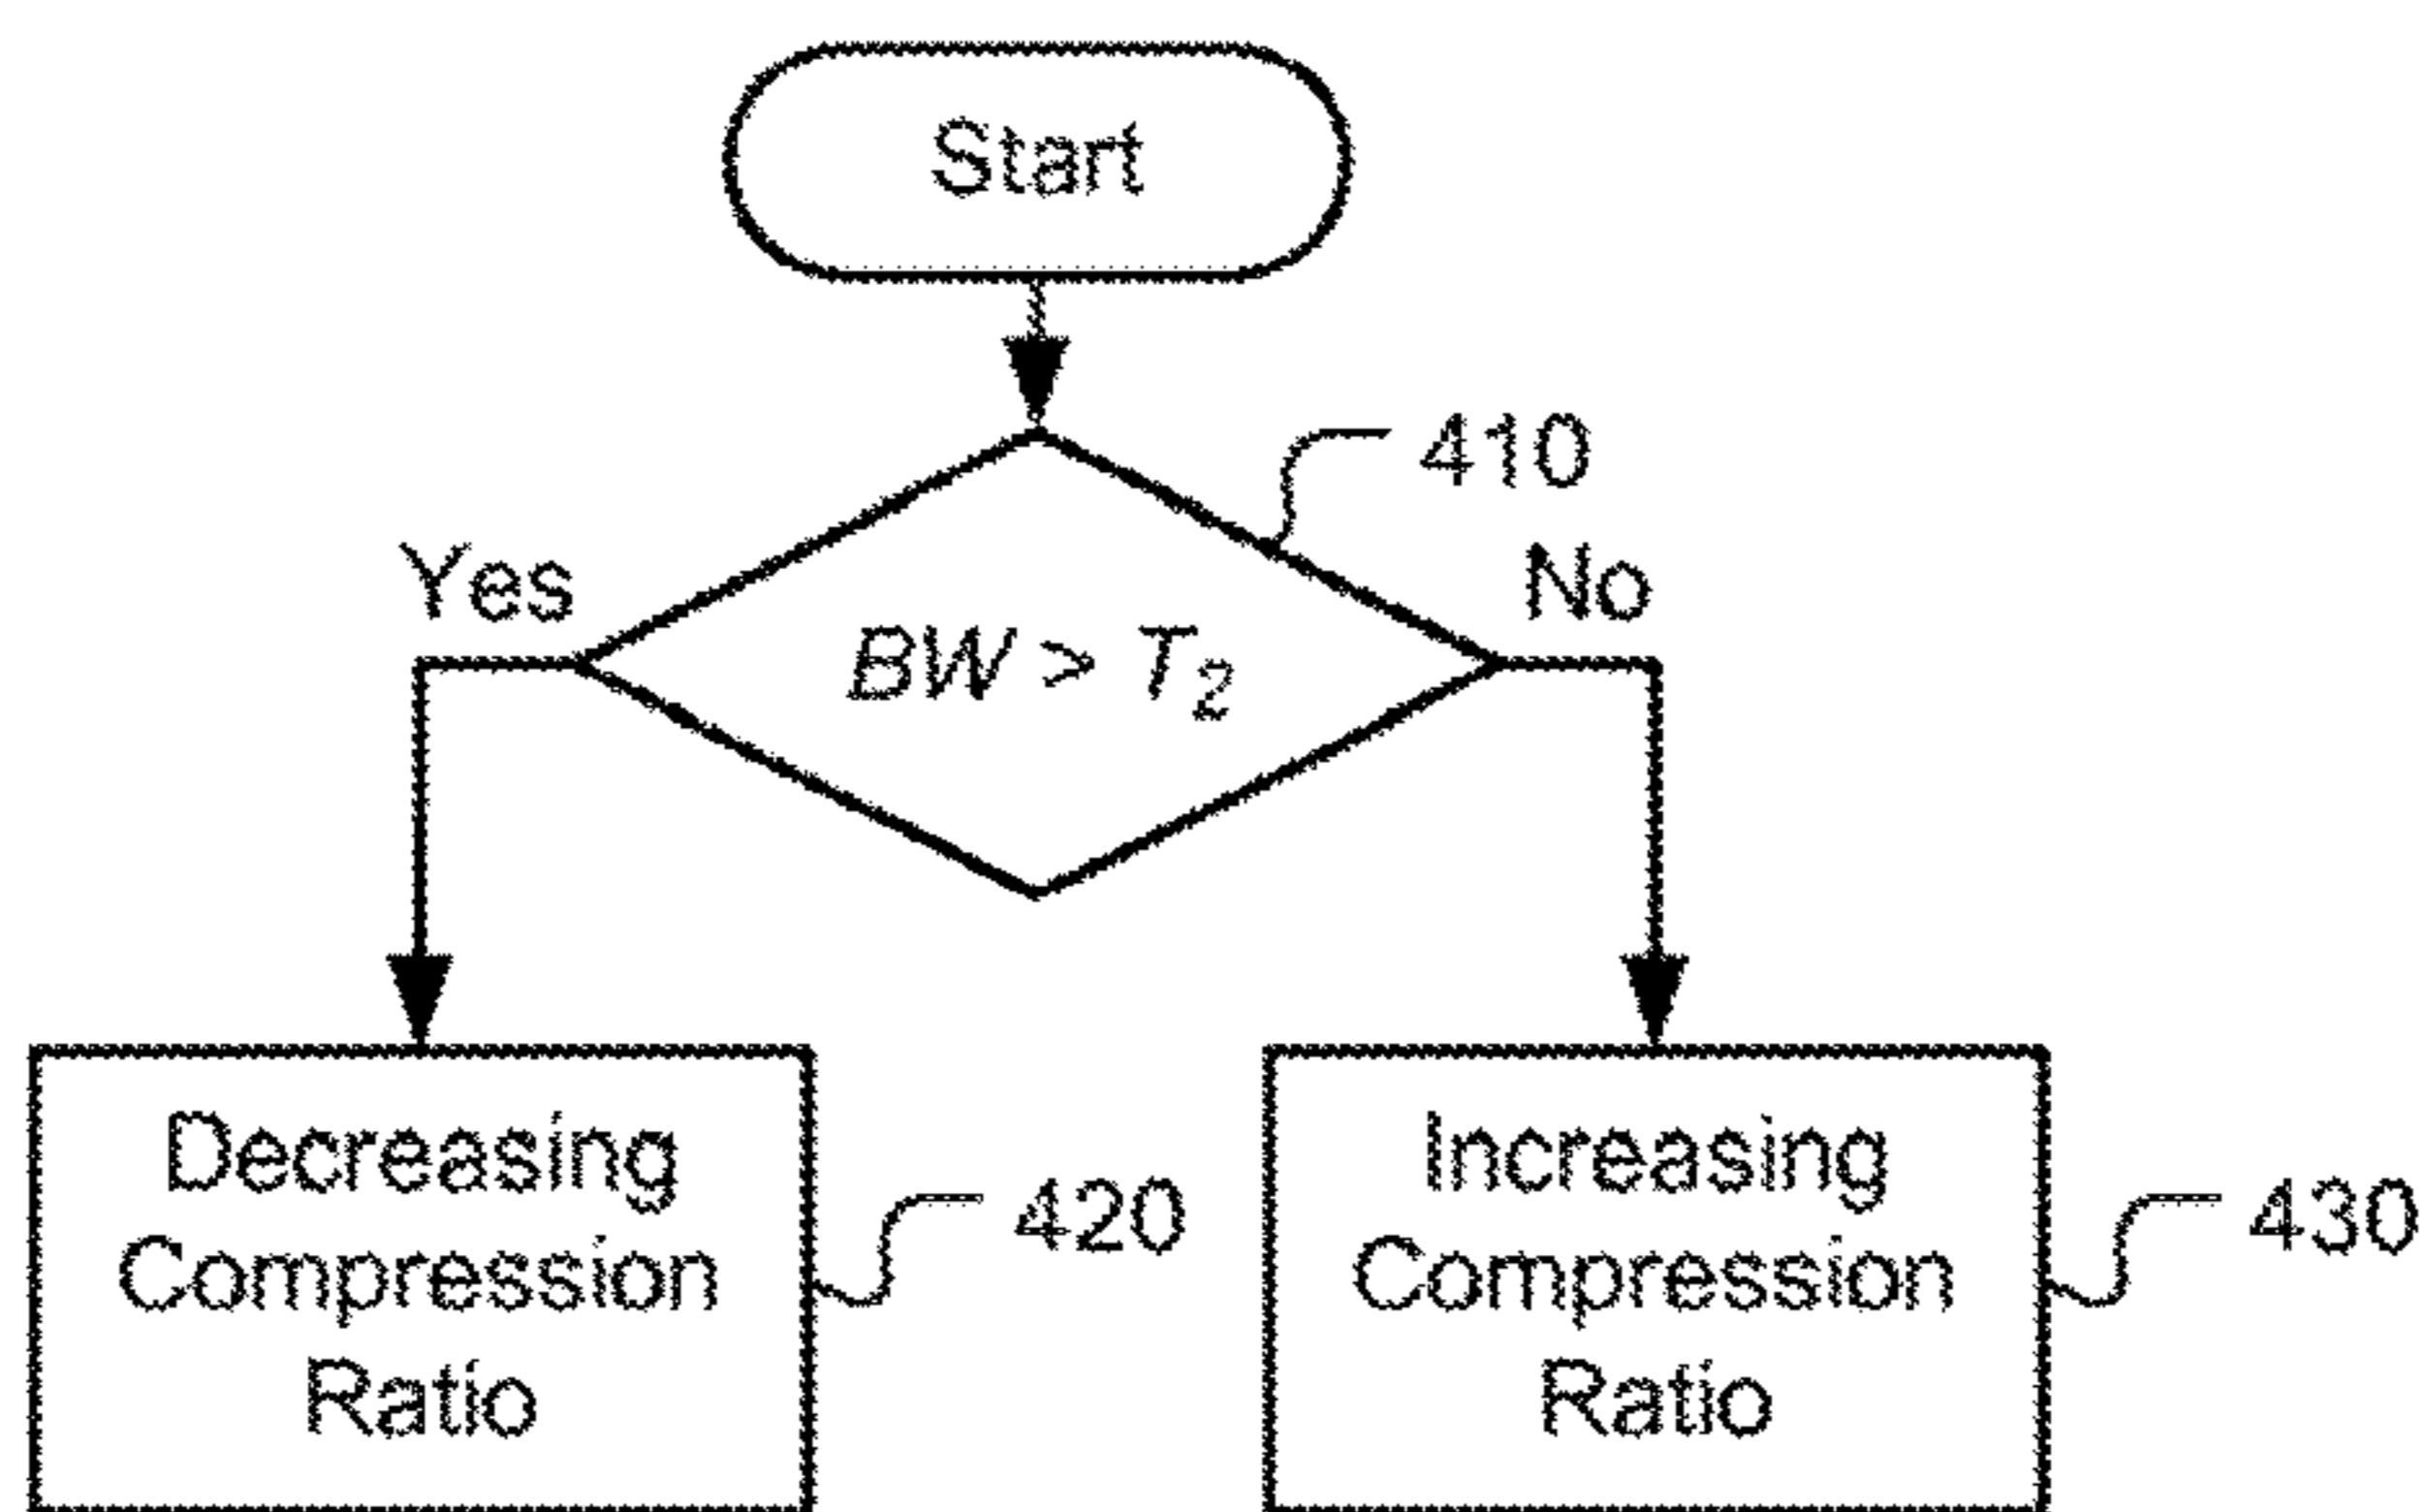 Start
410
Yes
No
BW > T₂
Decreasing
Compression
Ratio
420
Increasing
Compression
Ratio
430